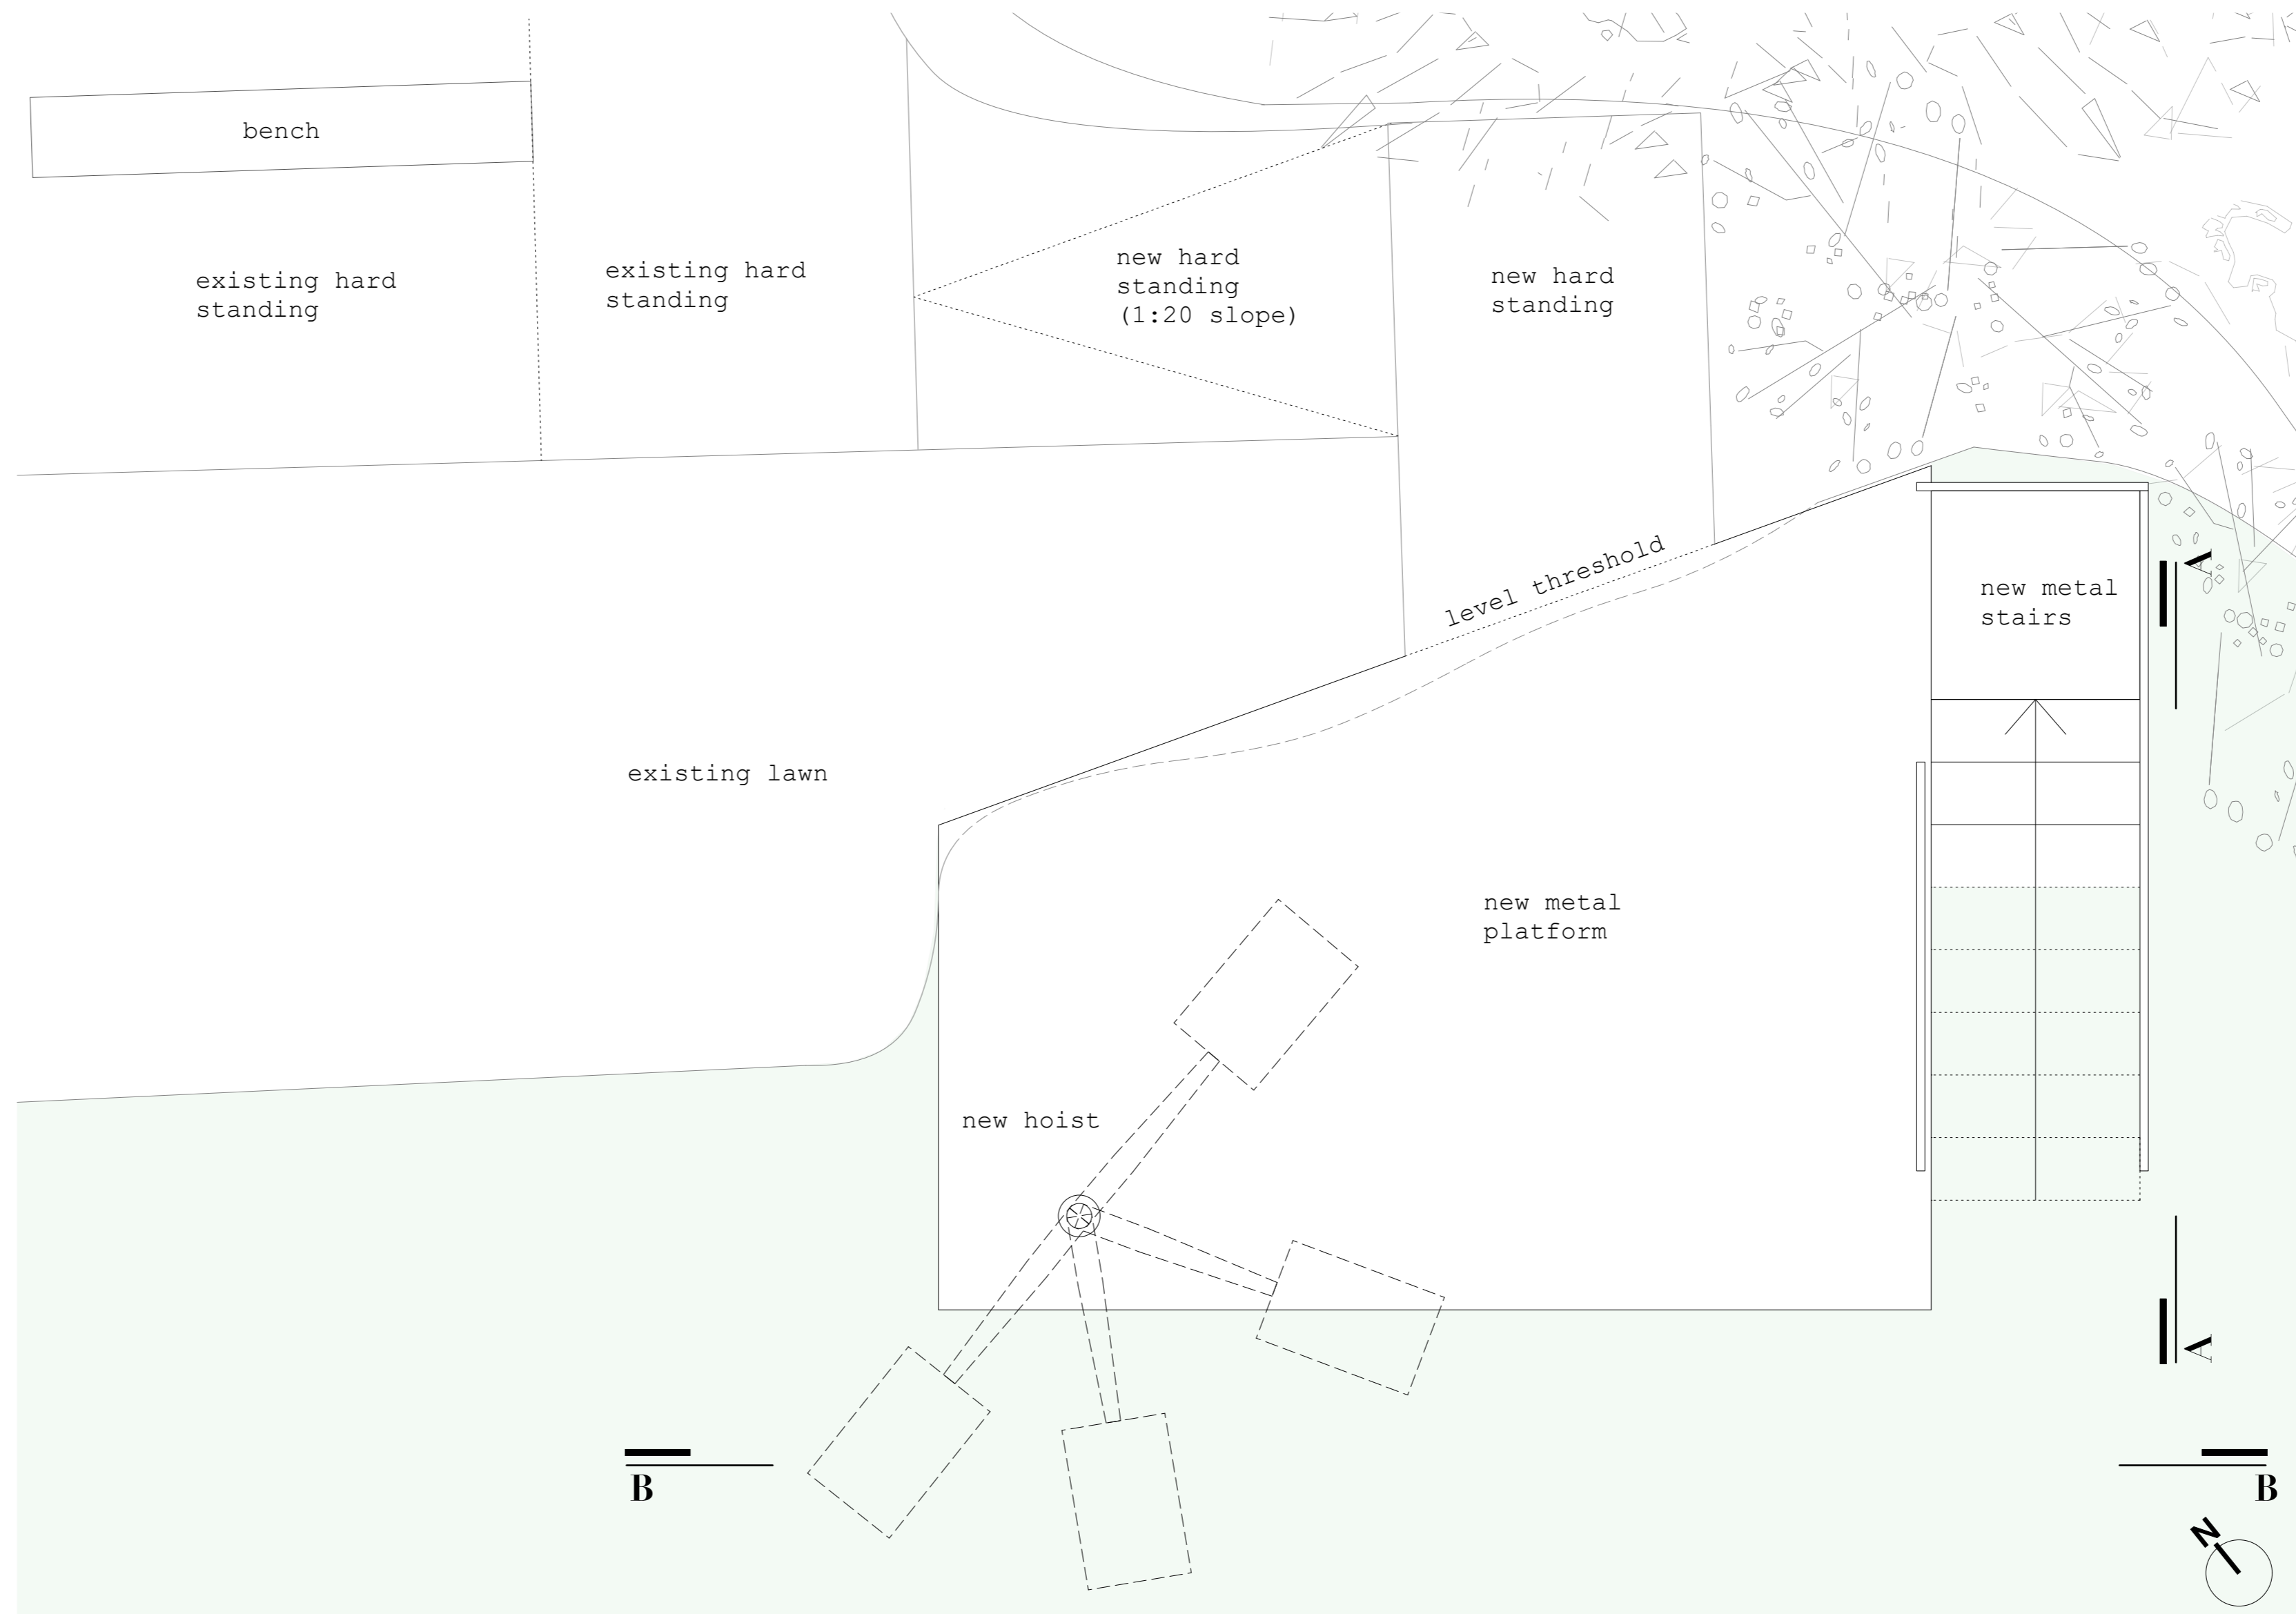 bench
existing hard
standing
existing hard
standing
new hard
standing
(1:20 slope)
new hard
standing
level threshold
new metal
stairs
A
existing lawn
new metal
platform
new hoist
A
B
B
N